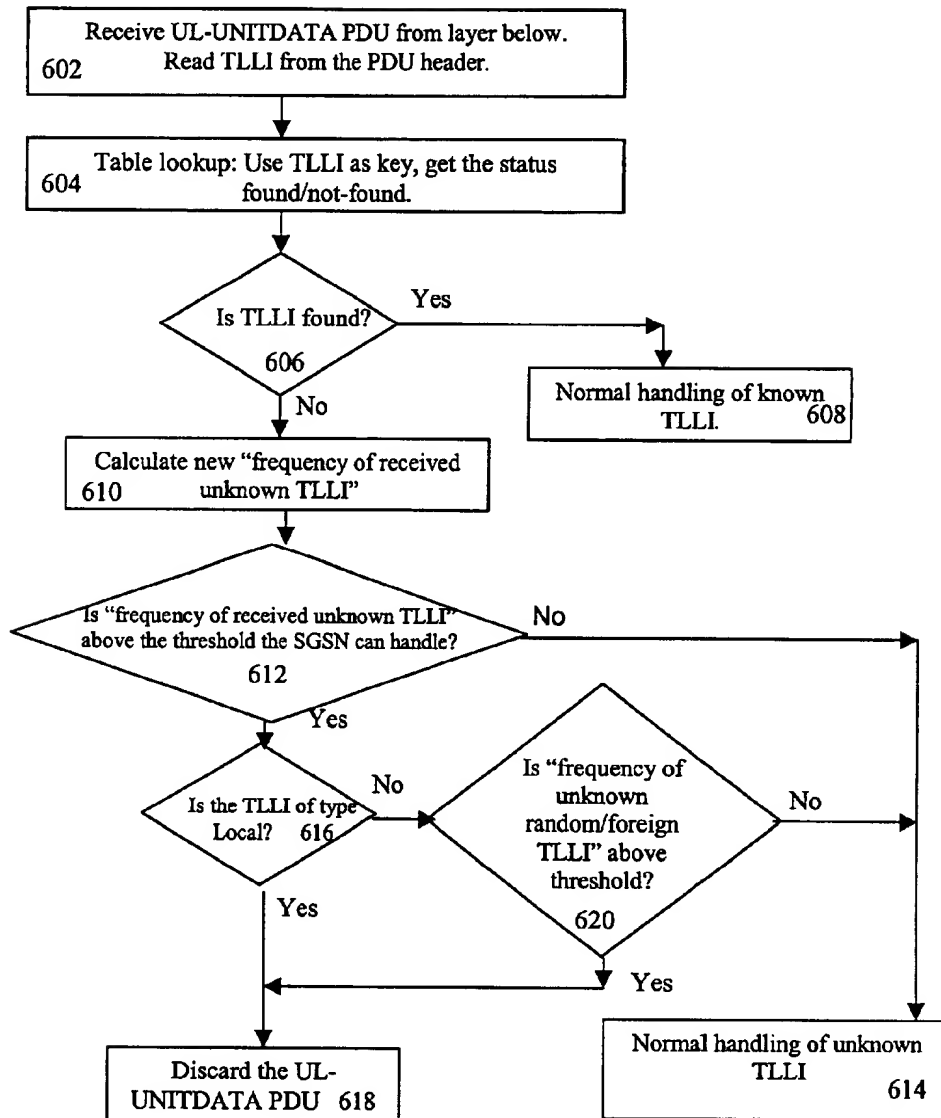 Receive UL-UNITDATA PDU from layer below.
Read TLLI from the PDU header.
602
Table lookup: Use TLLI as key, get the status
found/not-found.
604
Is TLLI found?
606
Yes
No
Normal handling of known
TLLI.
608
Calculate new “frequency of received
unknown TLLI”
610
Is “frequency of received unknown TLLI”
above the threshold the SGSN can handle?
612
No
Yes
Is the TLLI of type
Local? 616
No
Yes
Is “frequency of
unknown
random/foreign
TLLI” above
threshold?
620
No
Yes
Discard the UL-
UNITDATA PDU 618
Normal handling of unknown
TLLI
614